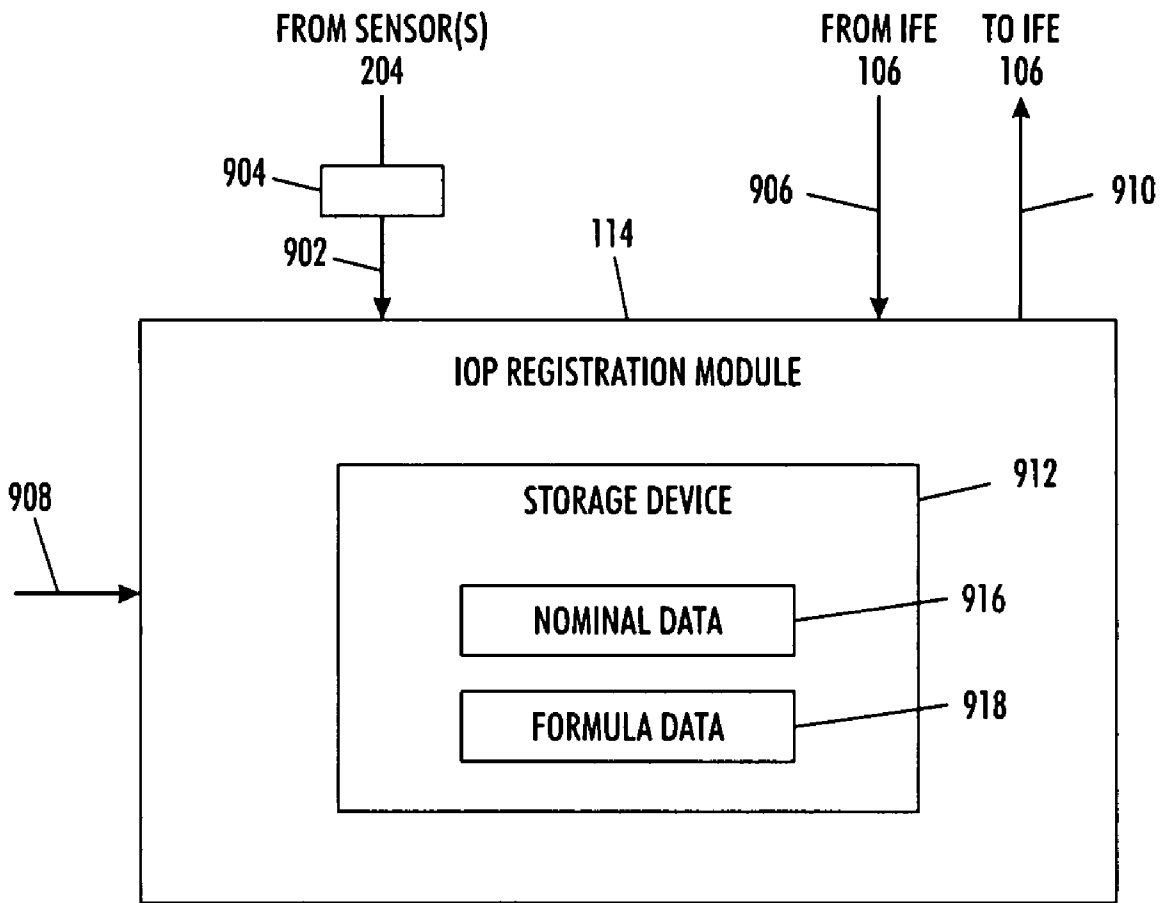 FROM SENSOR(S)
204
FROM IFE
106
TO IFE
106
904
906
910
902
114
IOP REGISTRATION MODULE
908
STORAGE DEVICE
912
NOMINAL DATA
916
FORMULA DATA
918